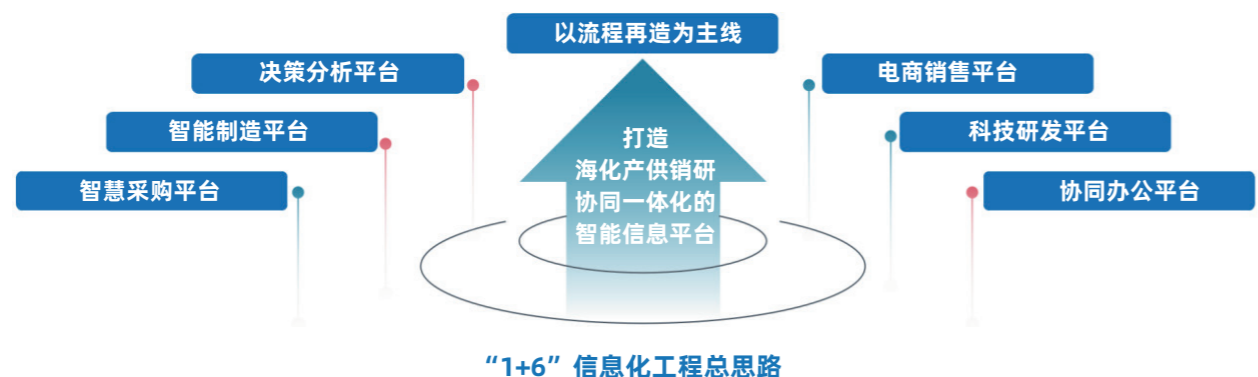 以流程再造为主线
决策分析平台
电商销售平台
智能制造平台
科技研发平台
智慧采购平台
协同办公平台
打造
海化产供销研
协同一体化的
智能信息平台
“1+6”信息化工程总思路